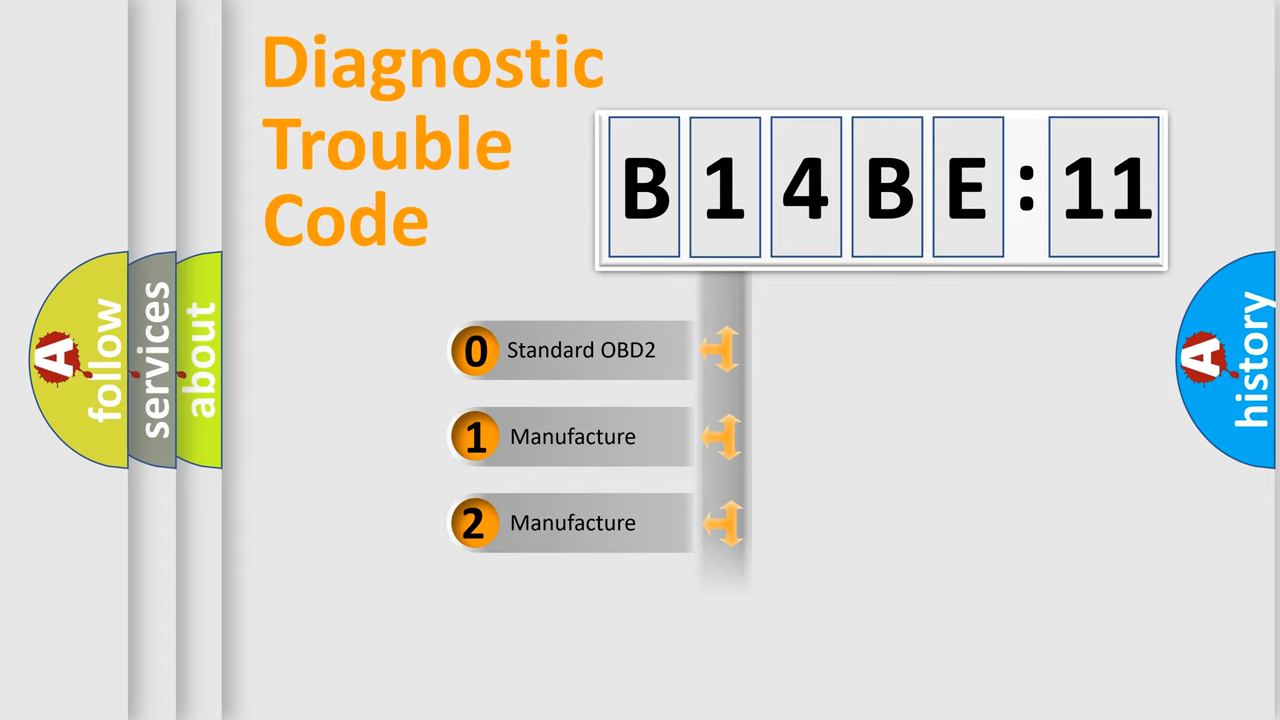 Diagnostic
Trouble
Code
B14BE:11
0 Standard OBD2
1 Manufacture
2 Manufacture
A follow
services
about
A history